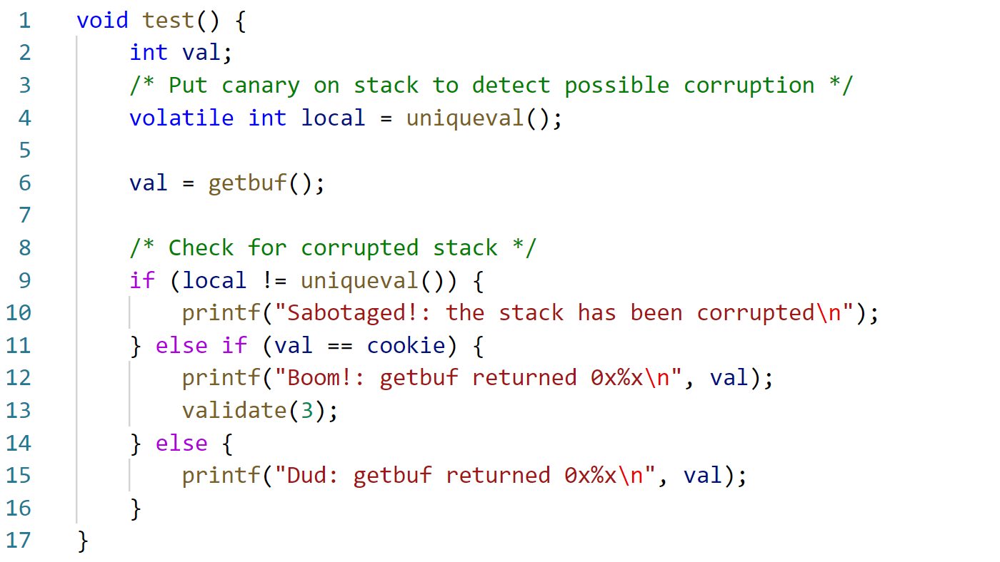 1 void test() {
2 int val;
3 /* Put canary on stack to detect possible corruption */
4 volatile int local = uniqueval();
5
6 val = getbuf();
7
8 /* Check for corrupted stack */
9 if (local != uniqueval()) {
10 printf("Sabotaged!: the stack has been corrupted\n");
11 } else if (val == cookie) {
12 printf("Boom!: getbuf returned 0x%x\n", val);
13 validate(3);
14 } else {
15 printf("Dud: getbuf returned 0x%x\n", val);
16 }
17 }